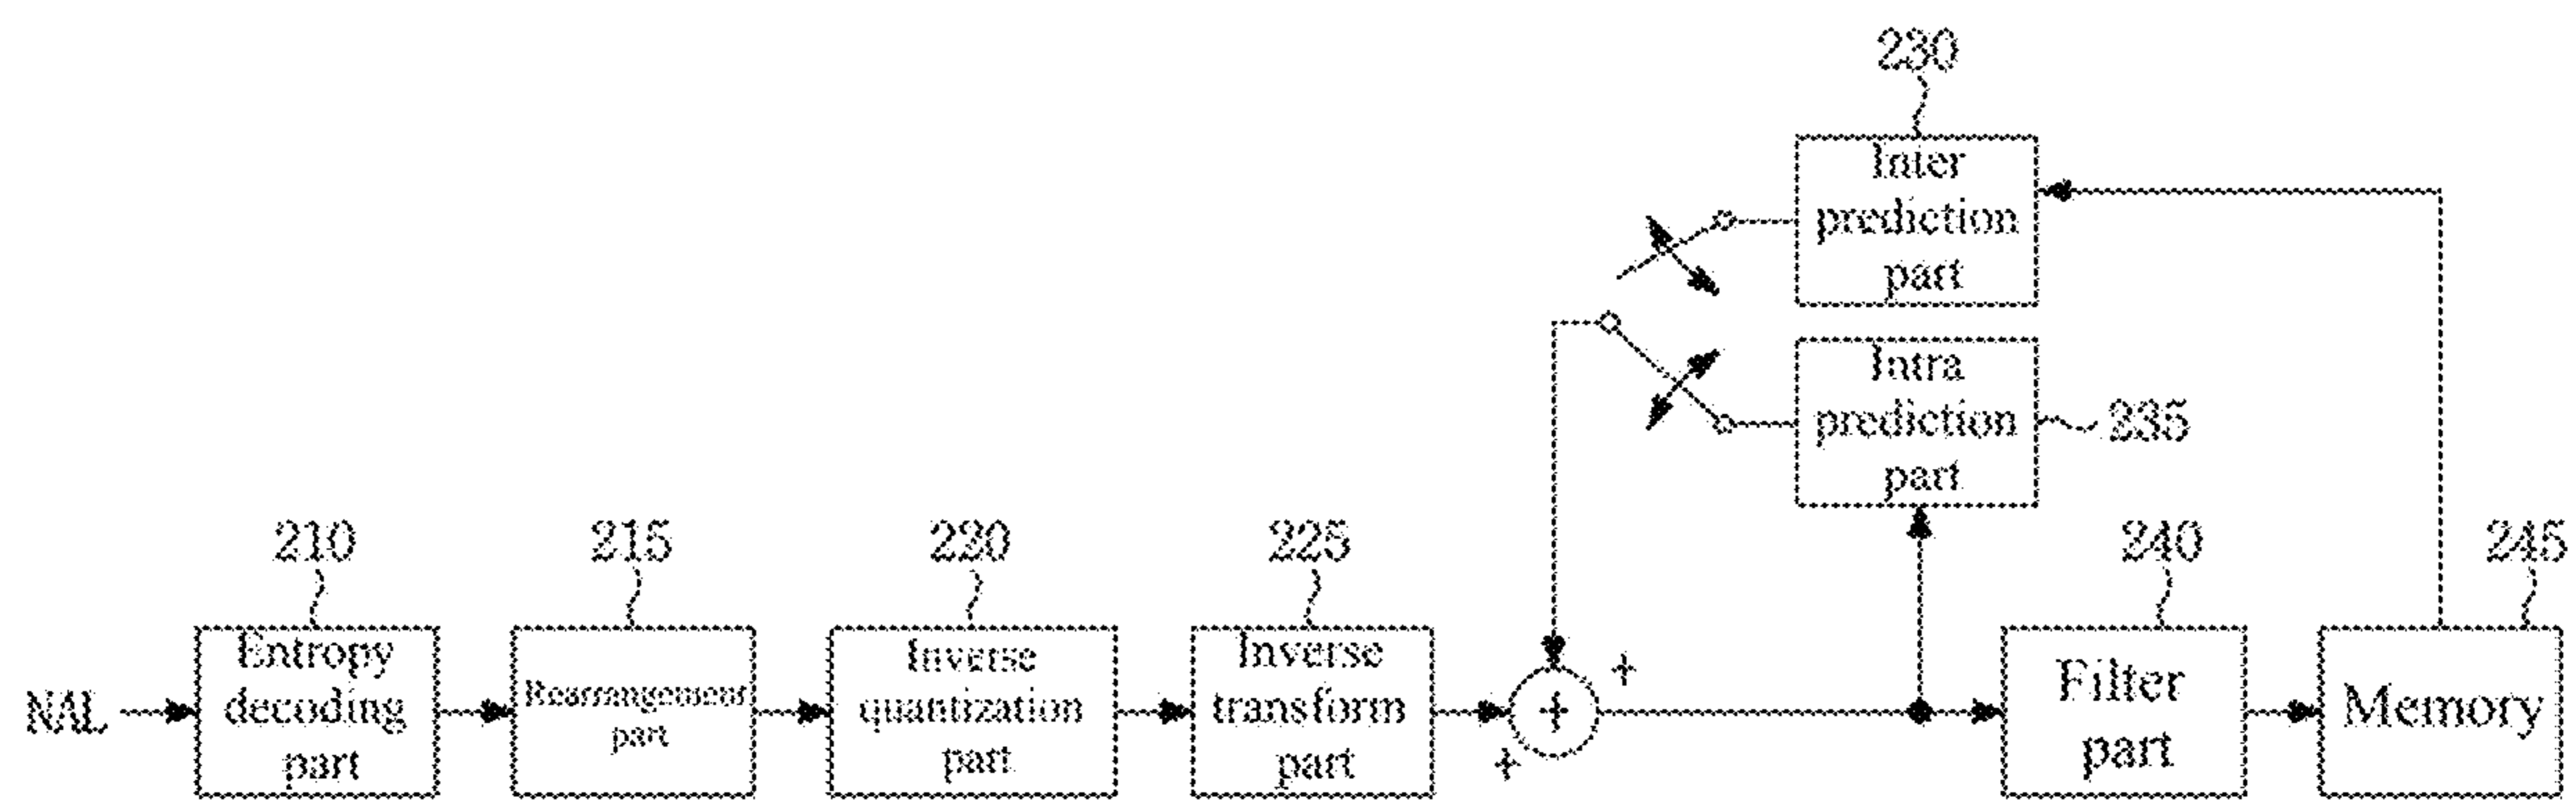 230
Inter
prediction
part
Intra
prediction
part
235
210
215
220
225
240
245
NAL
Entropy
decoding
part
Rearrangement
part
Inverse
quantization
part
Inverse
transform
part
+
+
+
Filter
part
Memory